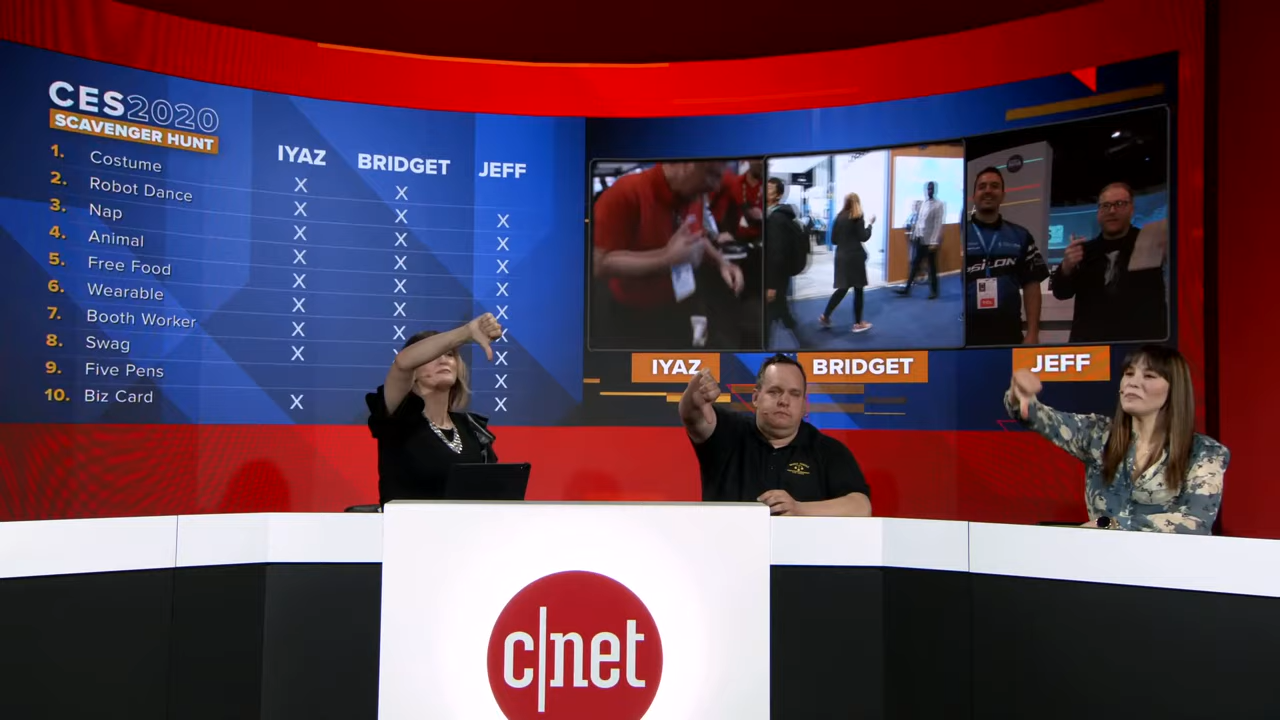 CES2020
SCAVENGER HUNT
IYAZ BRIDGET JEFF
1. Costume X X
2. Robot Dance X X X
3. Nap X X X
4. Animal X X X
5. Free Food X X X
6. Wearable X X X
7. Booth Worker X X X
8. Swag X X X
9. Five Pens X
10. Biz Card X X
IYAZ
BRIDGET
JEFF
c|net